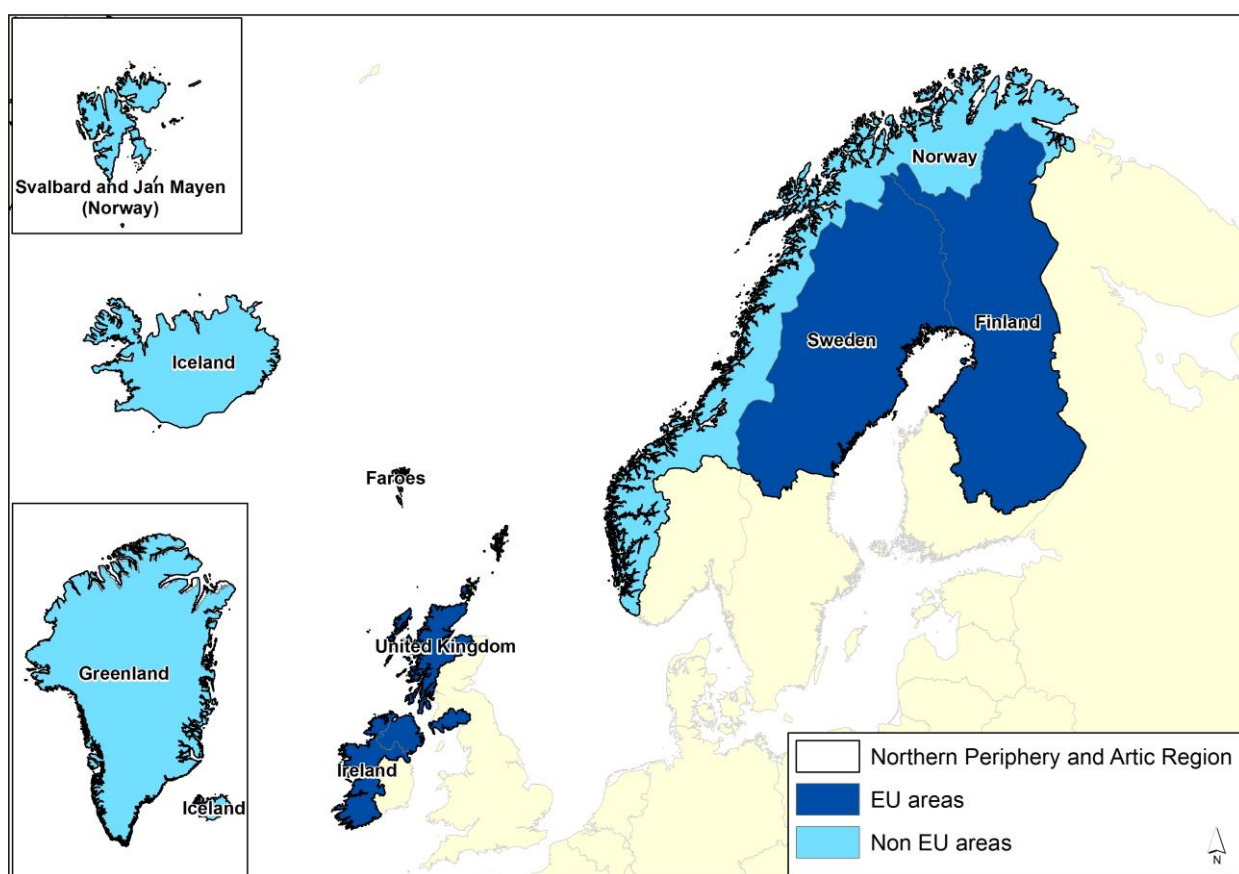 Svalbard and Jan Mayen
(Norway)
Norway
Iceland
Sweden
Finland
Faroes
United Kingdom
Greenland
Ireland
Iceland
Northern Periphery and Artic Region
EU areas
Non EU areas
N